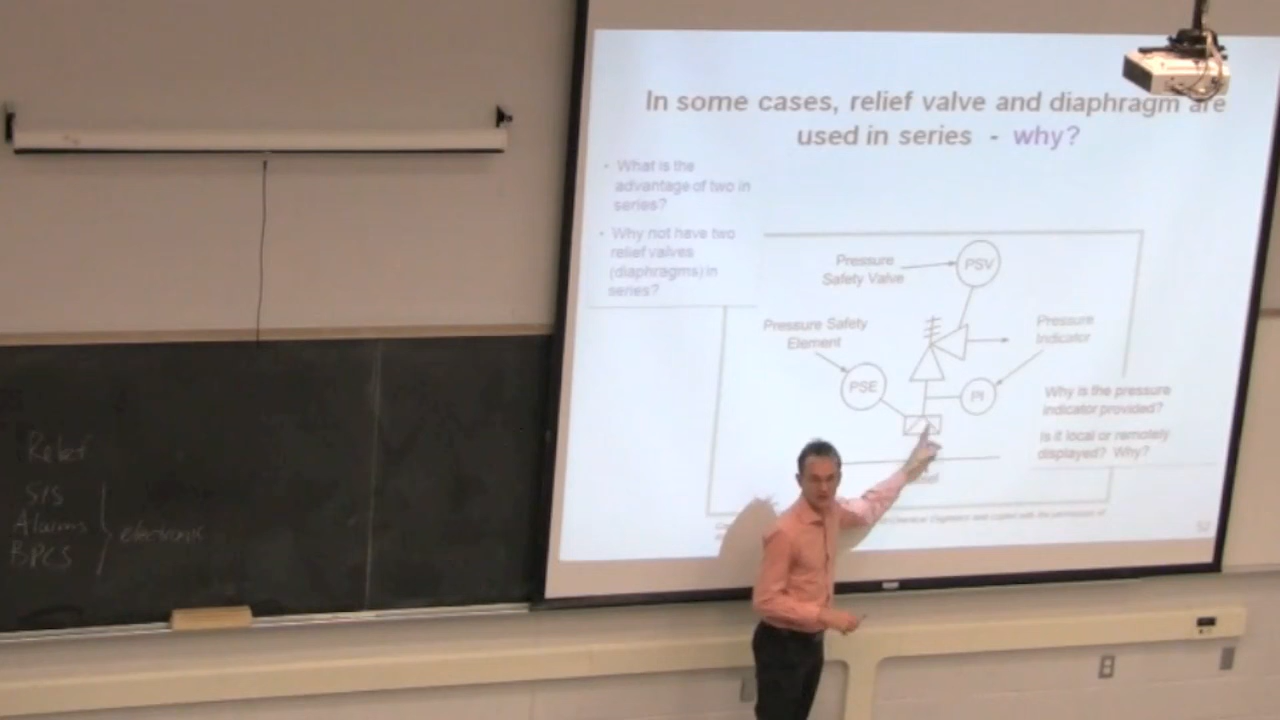 In some cases, relief valve and diaphragm are
used in series - why?
• What is the
advantage of two in
series?
• Why not have two
relief valves
(diaphragms) in
series?
Pressure
Safety Valve
PSV
Pressure Safety
Element
PSE
Pressure
Indicator
PI
Why is the pressure
indicator provided?
Is it local or remotely
displayed? Why?
52
Relief
SIS
Alarms
BPCS
electronic